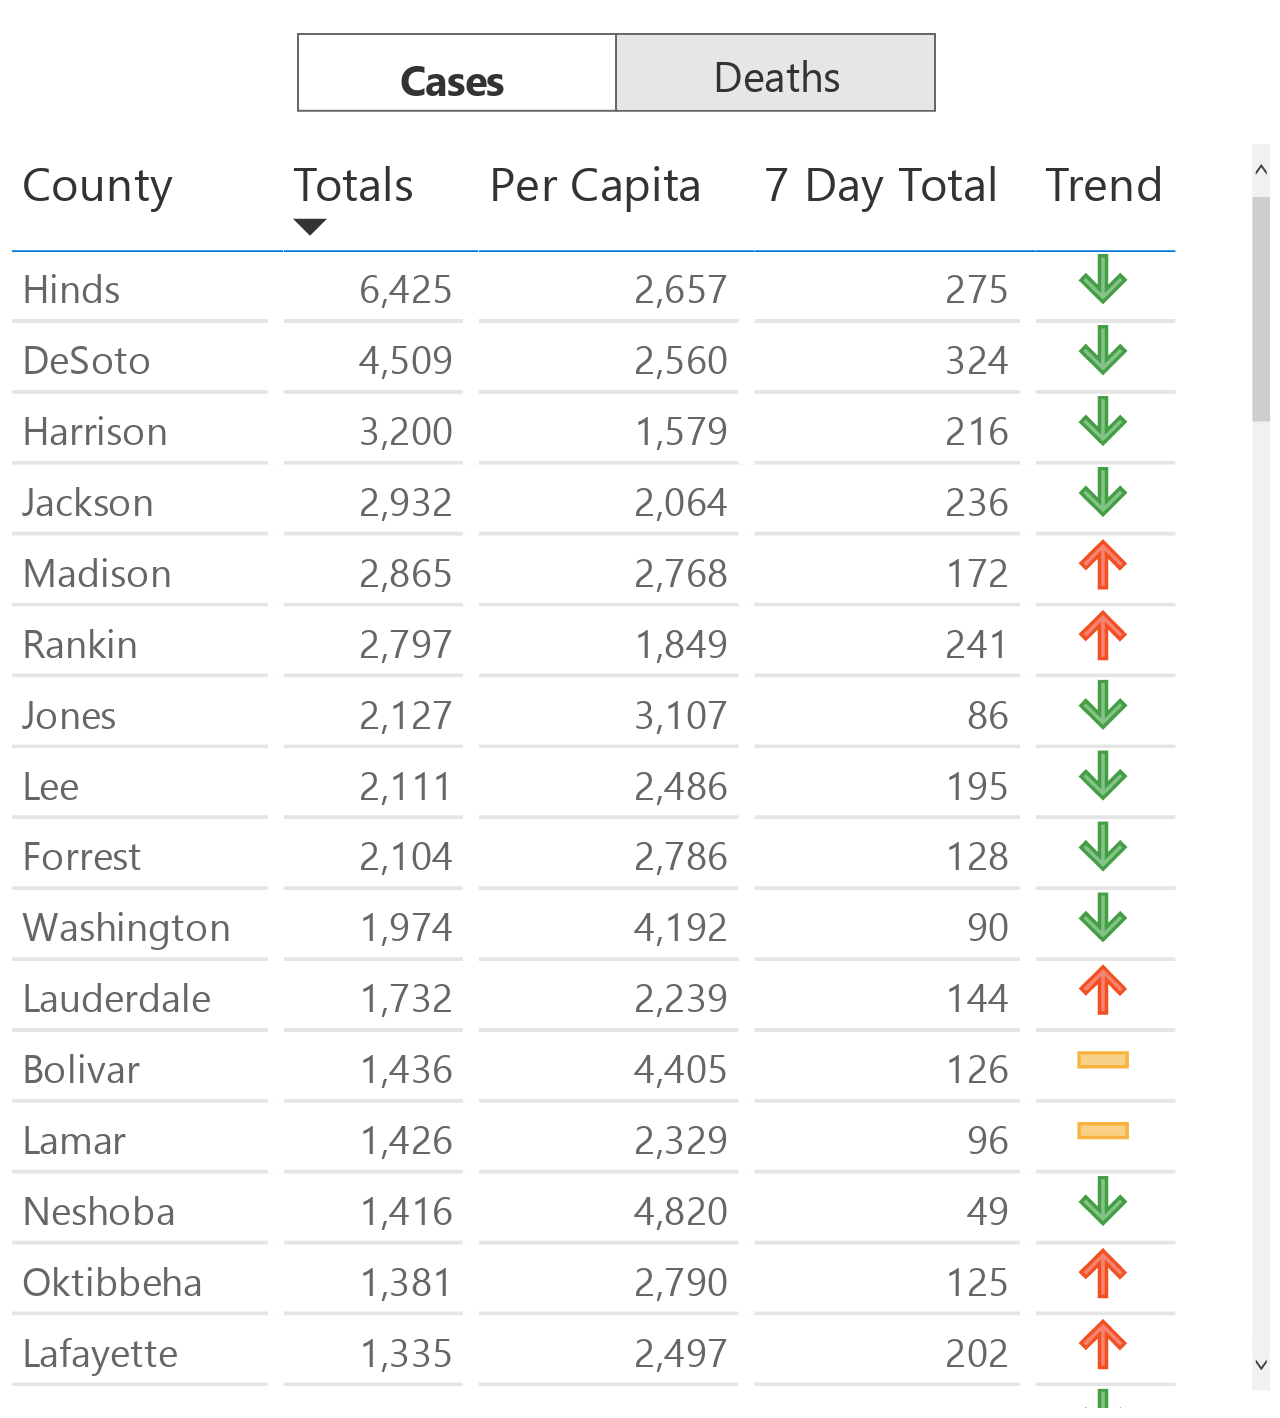 Cases Deaths
County Totals Per Capita 7 Day Total Trend
Hinds 6,425 2,657 275
DeSoto 4,509 2,560 324
Harrison 3,200 1,579 216
Jackson 2,932 2,064 236
Madison 2,865 2,768 172
Rankin 2,797 1,849 241
Jones 2,127 3,107 86
Lee 2,111 2,486 195
Forrest 2,104 2,786 128
Washington 1,974 4,192 90
Lauderdale 1,732 2,239 144
Bolivar 1,436 4,405 126
Lamar 1,426 2,329 96
Neshoba 1,416 4,820 49
Oktibbeha 1,381 2,790 125
Lafayette 1,335 2,497 202